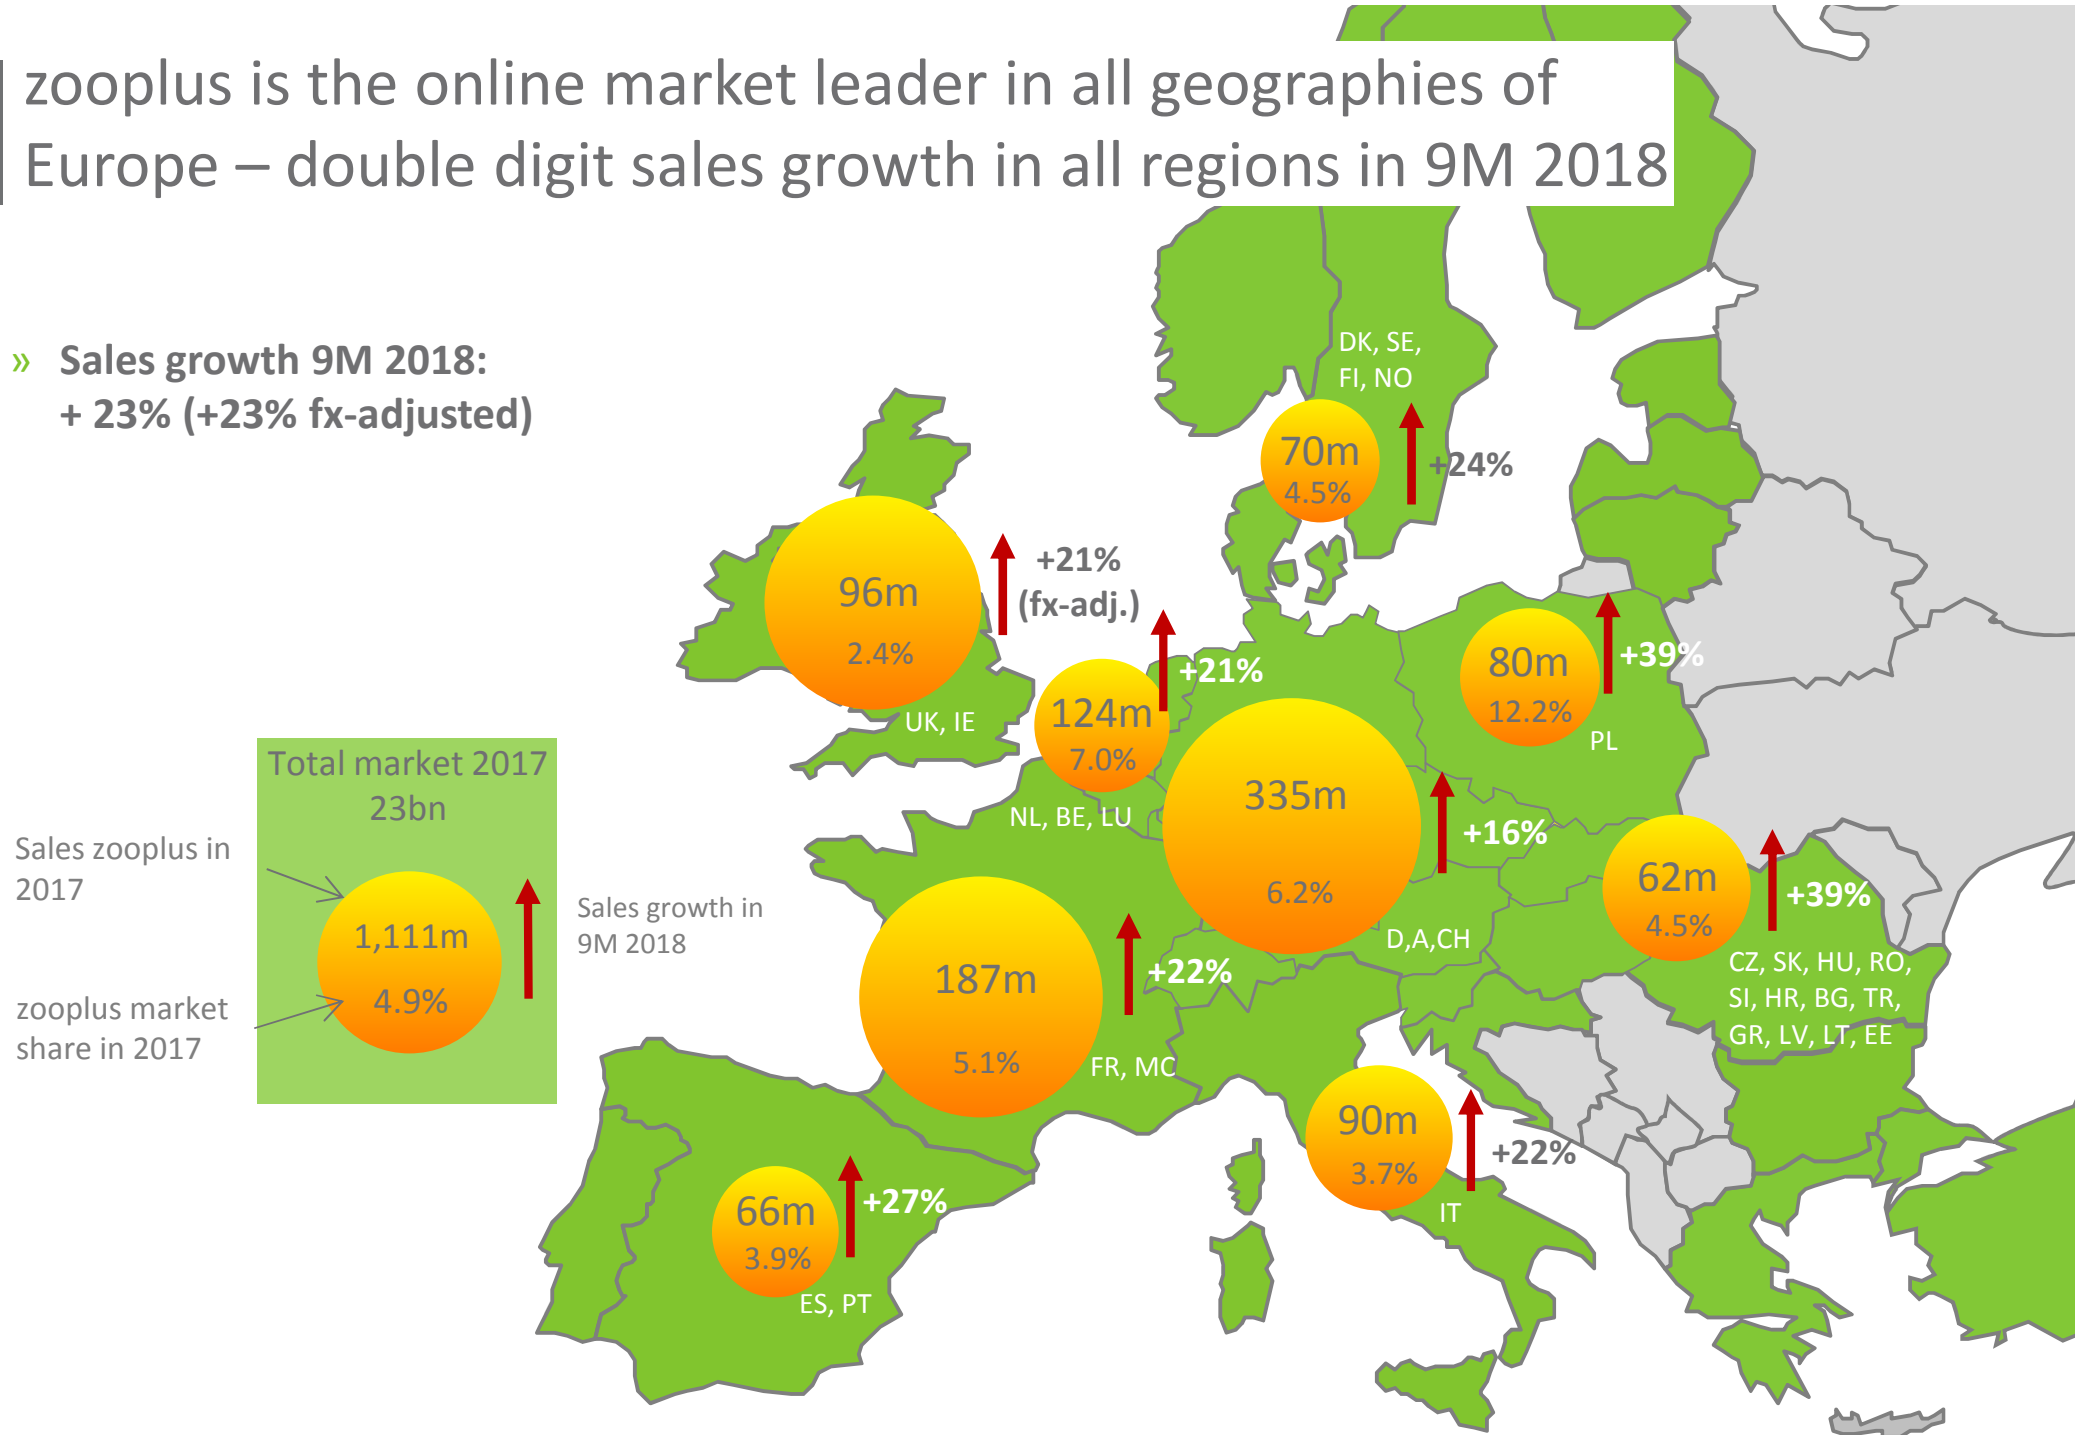 zooplus is the online market leader in all geographies of
Europe – double digit sales growth in all regions in 9M 2018
» Sales growth 9M 2018:
+ 23% (+23% fx-adjusted)
DK, SE,
FI, NO
70m
4.5%
+24%
96m
2.4%
+21%
(fx-adj.)
UK, IE
124m
7.0%
+21%
NL, BE, LU
80m
12.2%
+39%
PL
335m
6.2%
+16%
D,A,CH
62m
4.5%
+39%
CZ, SK, HU, RO,
SI, HR, BG, TR,
GR, LV, LT, EE
187m
5.1%
+22%
FR, MC
90m
3.7%
+22%
IT
66m
3.9%
+27%
ES, PT
Total market 2017
23bn
Sales zooplus in
2017
1,111m
4.9%
Sales growth in
9M 2018
zooplus market
share in 2017